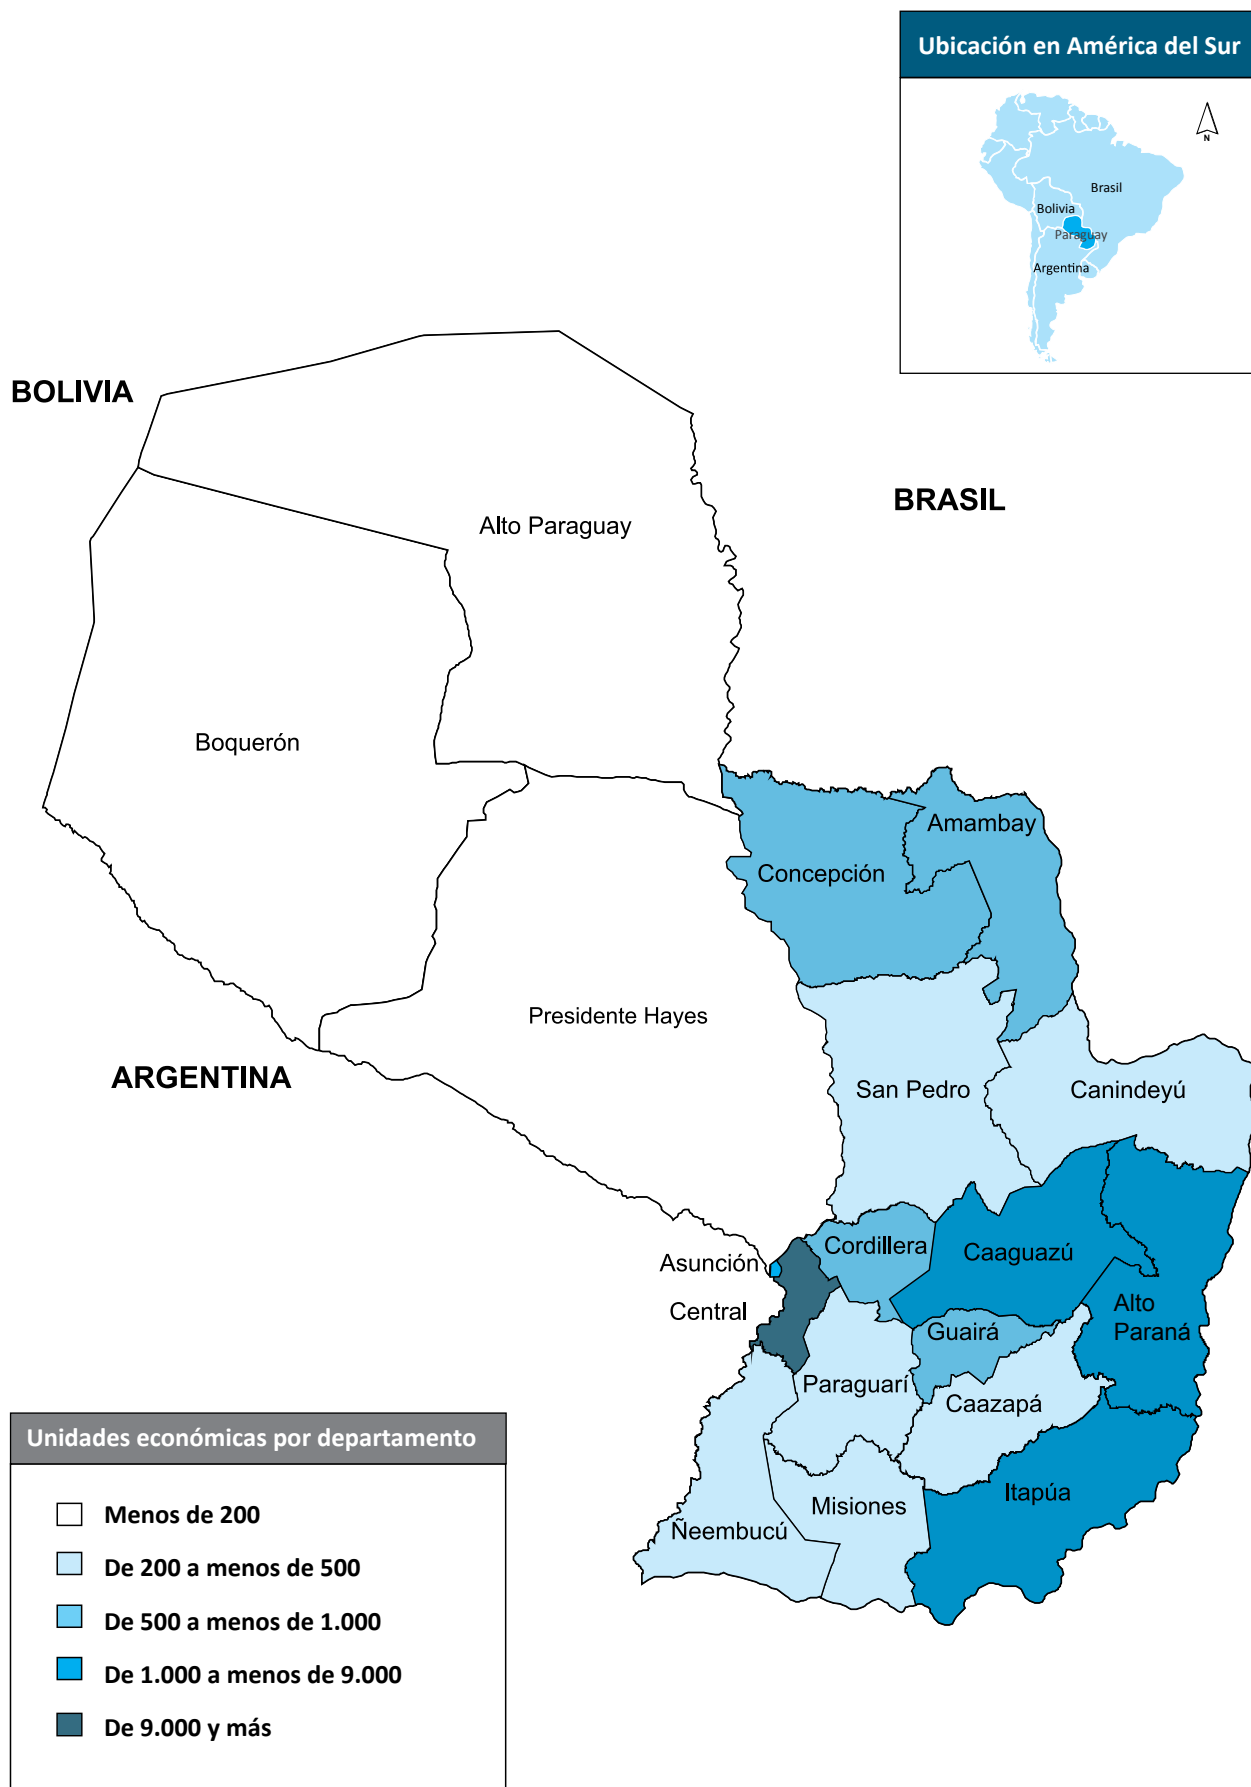 Ubicación en América del Sur
N
Brasil
Bolivia
Paraguay
Argentina
BOLIVIA
BRASIL
Alto Paraguay
Boquerón
Amambay
Concepción
Presidente Hayes
ARGENTINA
San Pedro
Canindeyú
Asunción
Cordillera
Caaguazú
Central
Alto
Paraná
Guairá
Paraguarí
Caazapá
Itapúa
Misiones
Ñeembucú
Unidades económicas por departamento
Menos de 200
De 200 a menos de 500
De 500 a menos de 1.000
De 1.000 a menos de 9.000
De 9.000 y más